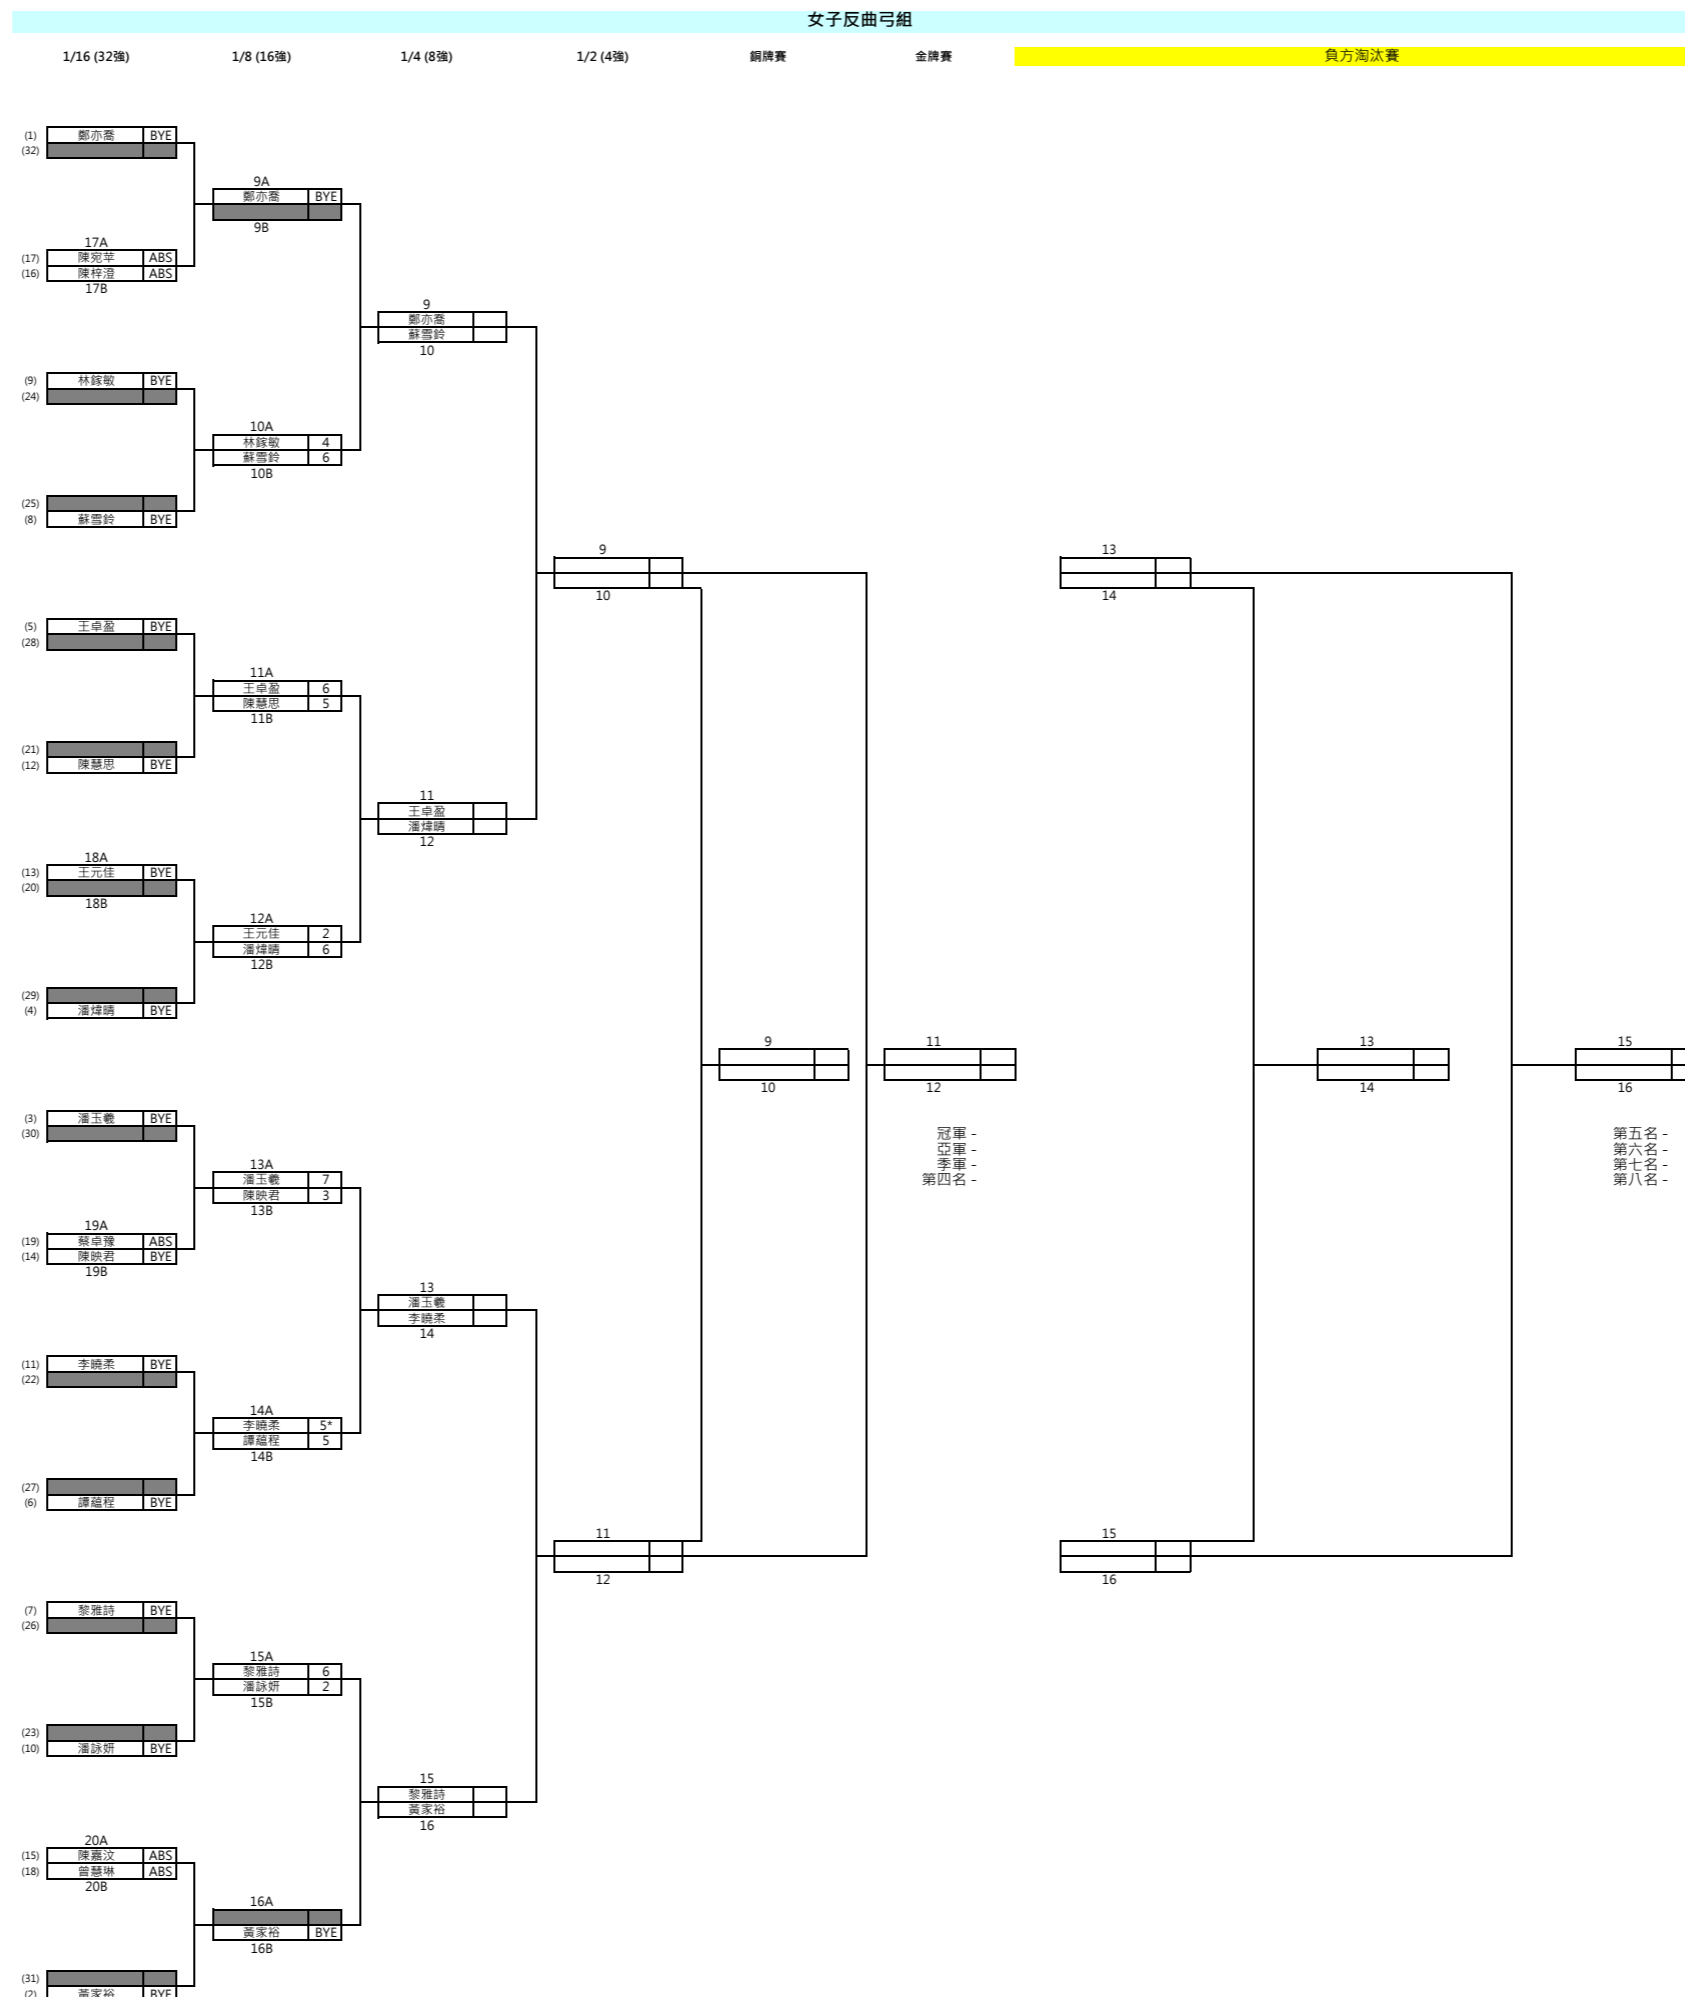 女子反曲弓組
1/16 (32強) 1/8 (16強) 1/4 (8強) 1/2 (4強) 銅牌賽 金牌賽 負方淘汰賽
(1) 鄭亦喬 BYE
(32)
9A
鄭亦喬 BYE
9B
17A
(17) 陳宛苹 ABS
(16) 陳梓澄 ABS
17B
9
鄭亦喬
蘇雪鈴
10
(9) 林鎵敏 BYE
(24)
10A
林鎵敏 4
蘇雪鈴 6
10B
(25)
(8) 蘇雪鈴 BYE
9 13
10 14
(5) 王卓盈 BYE
(28)
11A
王卓盈 6
陳慧思 5
11B
(21)
(12) 陳慧思 BYE
11
王卓盈
潘煒晴
12
18A
(13) 王元佳 BYE
(20)
18B
12A
王元佳 2
潘煒晴 6
12B
(29)
(4) 潘煒晴 BYE
9 11 13 15
10 12 14 16
(3) 潘玉羲 BYE
(30)
冠軍 - 第五名 -
亞軍 - 第六名 -
季軍 - 第七名 -
第四名 - 第八名 -
13A
潘玉羲 7
陳映君 3
13B
19A
(19) 蔡卓豫 ABS
(14) 陳映君 BYE
19B
13
潘玉羲
李曉柔
14
(11) 李曉柔 BYE
(22)
14A
李曉柔 5*
譚蘊程 5
14B
(27)
(6) 譚蘊程 BYE
11 15
12 16
(7) 黎雅詩 BYE
(26)
15A
黎雅詩 6
潘詠妍 2
15B
(23)
(10) 潘詠妍 BYE
15
黎雅詩
黃家裕
16
20A
(15) 陳嘉汶 ABS
(18) 曾慧琳 ABS
20B
16A
黃家裕 BYE
16B
(31)
(2) 黃家裕 BYE